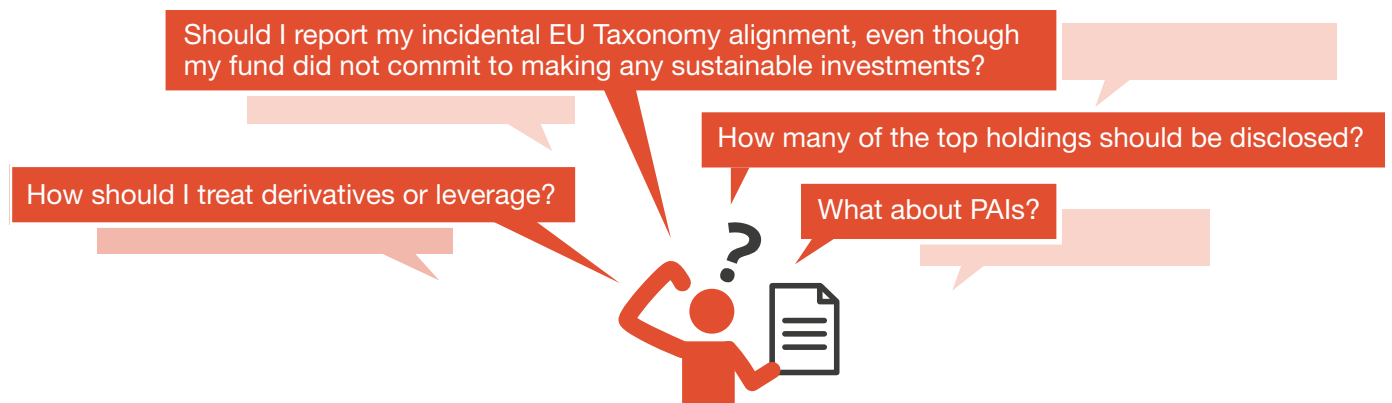 Should I report my incidental EU Taxonomy alignment, even though
my fund did not commit to making any sustainable investments?
How many of the top holdings should be disclosed?
How should I treat derivatives or leverage?
What about PAIs?
?